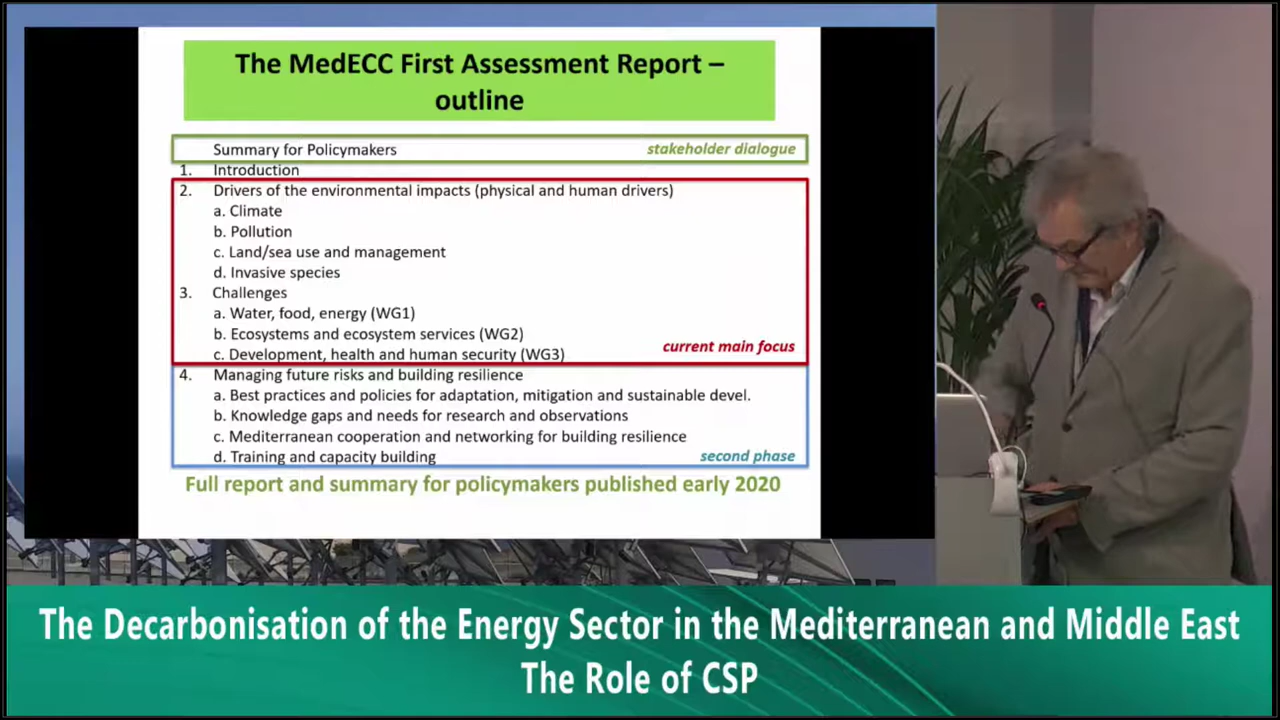 The MedECC First Assessment Report –
outline
Summary for Policymakers stakeholder dialogue
1. Introduction
2. Drivers of the environmental impacts (physical and human drivers)
a. Climate
b. Pollution
c. Land/sea use and management
d. Invasive species
3. Challenges
a. Water, food, energy (WG1)
b. Ecosystems and ecosystem services (WG2)
c. Development, health and human security (WG3) current main focus
4. Managing future risks and building resilience
a. Best practices and policies for adaptation, mitigation and sustainable devel.
b. Knowledge gaps and needs for research and observations
c. Mediterranean cooperation and networking for building resilience
d. Training and capacity building second phase
Full report and summary for policymakers published early 2020
The Decarbonisation of the Energy Sector in the Mediterranean and Middle East
The Role of CSP